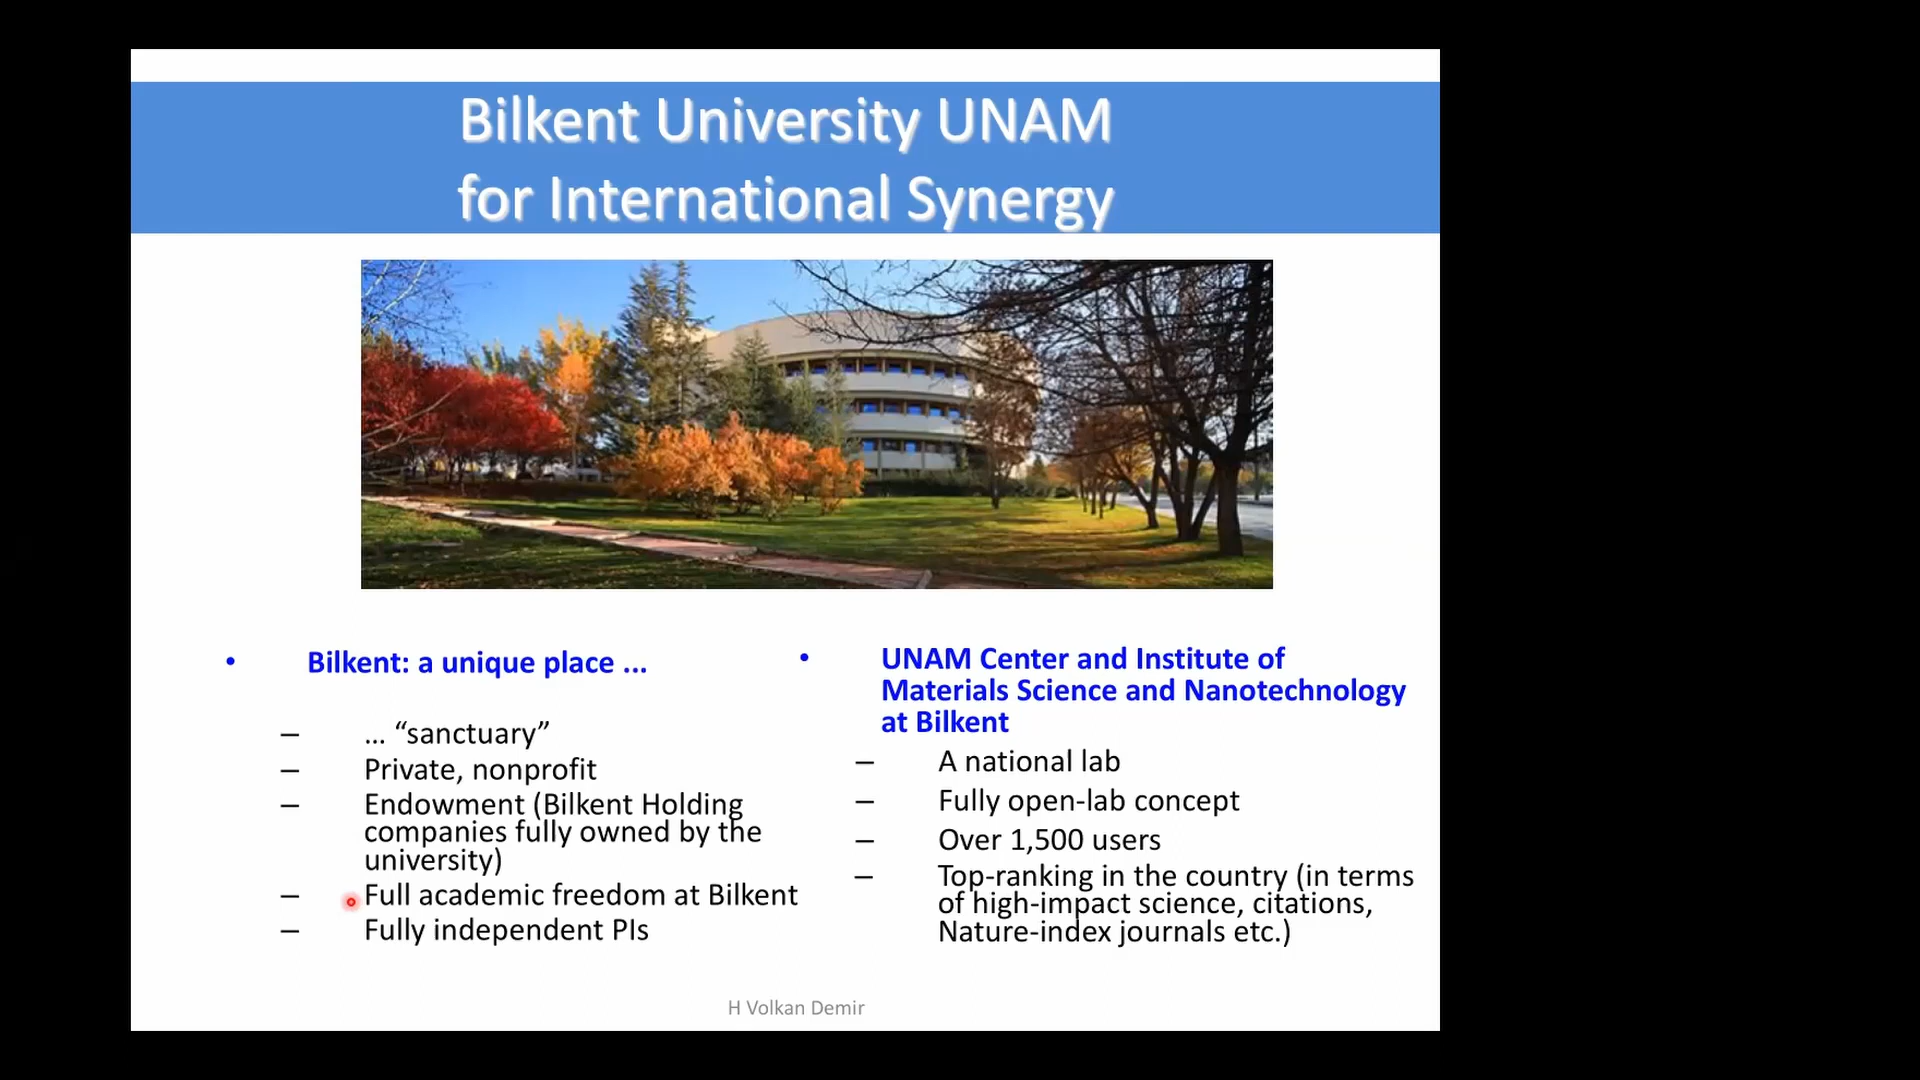 Bilkent University UNAM
for International Synergy
• Bilkent: a unique place ...
– ... “sanctuary”
– Private, nonprofit
– Endowment (Bilkent Holding
companies fully owned by the
university)
– Full academic freedom at Bilkent
– Fully independent PIs
• UNAM Center and Institute of
Materials Science and Nanotechnology
at Bilkent
– A national lab
– Fully open-lab concept
– Over 1,500 users
– Top-ranking in the country (in terms
of high-impact science, citations,
Nature-index journals etc.)
H Volkan Demir